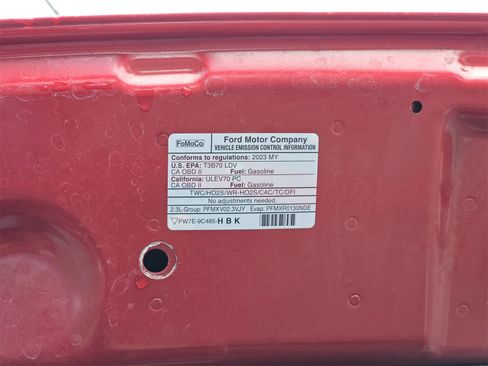 FoMoCo
Ford Motor Company
VEHICLE EMISSION CONTROL INFORMATION
Conforms to regulations: 2023 MY
U.S. EPA: T3B70 LDV
CA OBD II Fuel: Gasoline
California: ULEV70 PC
CA OBD II Fuel: Gasoline
TWC/HO2S/WR-HO2S/CAC/TC/DFI
No adjustments needed.
2.3L-Group: PFMXV02.3VJY Evap: PFMXR0130NDE
PW7E-9C485-HBK